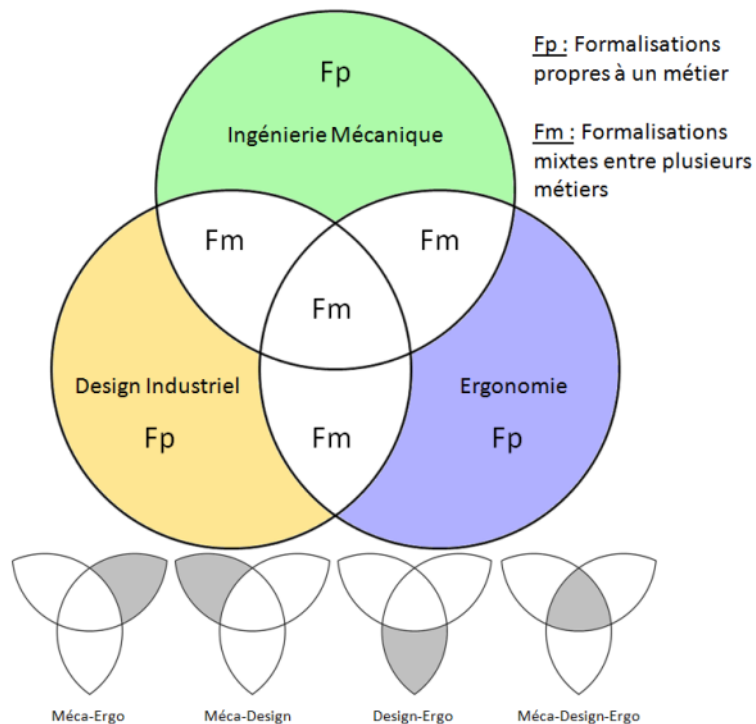 Fp
Ingénierie Mécanique
Fp : Formalisations
propres à un métier
Fm : Formalisations
mixtes entre plusieurs
métiers
Fm
Fm
Fm
Design Industriel
Fp
Ergonomie
Fp
Fm
Méca-Ergo
Méca-Design
Design-Ergo
Méca-Design-Ergo